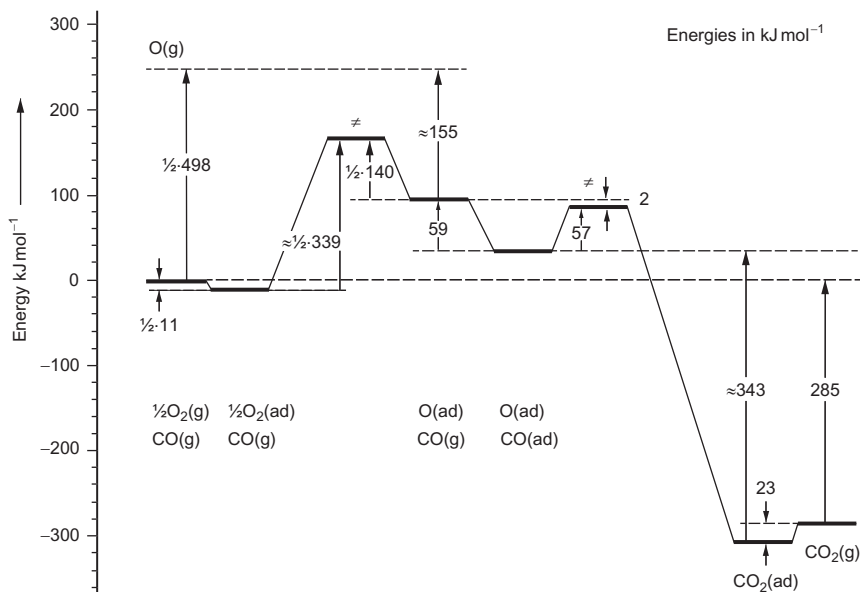 300
O(g)
Energies in kJ mol⁻¹
200
≠
≈155
½·498
½·140
≠
100
2
59
57
≈½·339
0
½·11
Energy kJ mol⁻¹
−100
≈343
285
½O₂(g)
½O₂(ad)
O(ad)
O(ad)
CO(g)
CO(g)
CO(g)
CO(ad)
−200
23
−300
CO₂(g)
CO₂(ad)